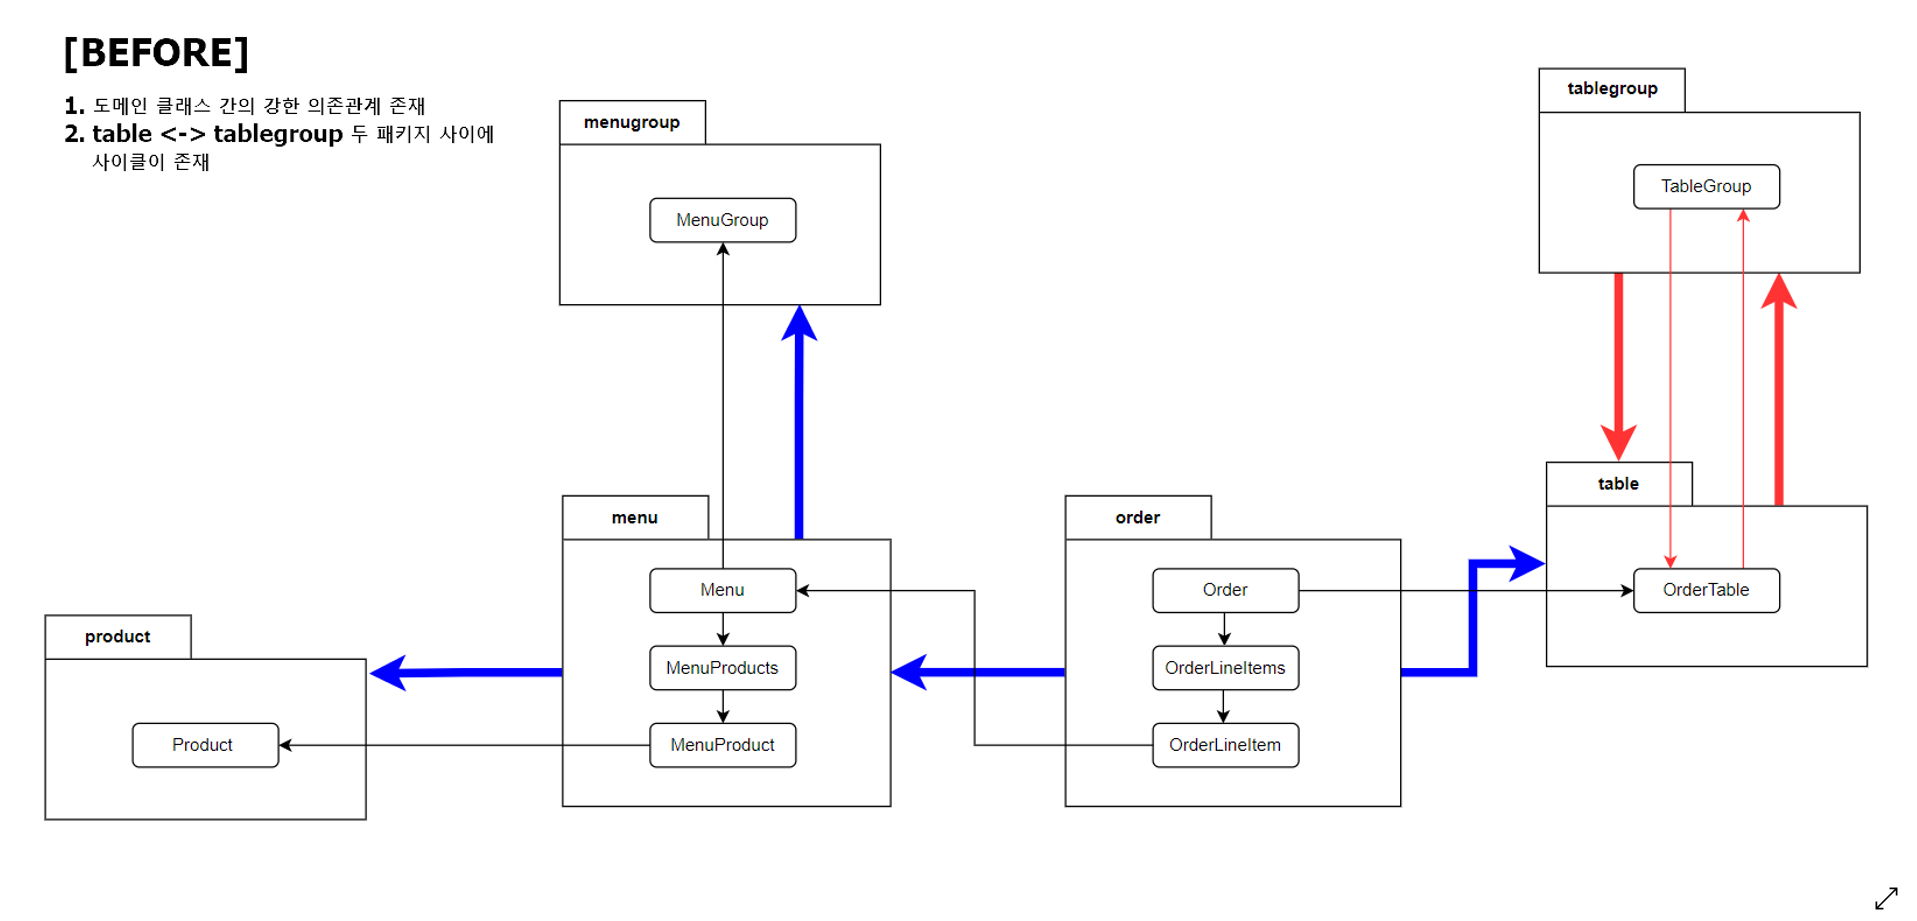 [BEFORE]
1. 도메인 클래스 간의 강한 의존관계 존재
2. table <-> tablegroup 두 패키지 사이에
사이클이 존재
menugroup
MenuGroup
tablegroup
TableGroup
menu
Menu
MenuProducts
MenuProduct
order
Order
OrderLineItems
OrderLineItem
table
OrderTable
product
Product